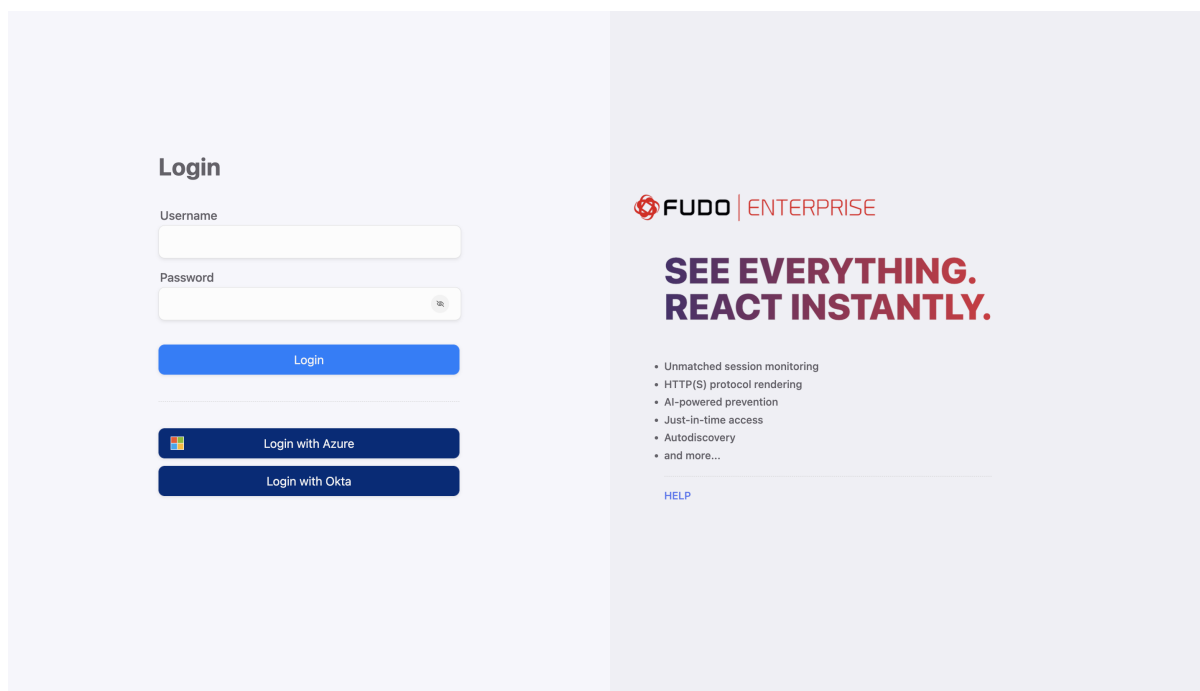 Login
Username
Password
Login
Login with Azure
Login with Okta
FUDO | ENTERPRISE
SEE EVERYTHING.
REACT INSTANTLY.
• Unmatched session monitoring
• HTTP(S) protocol rendering
• AI-powered prevention
• Just-in-time access
• Autodiscovery
• and more...
HELP